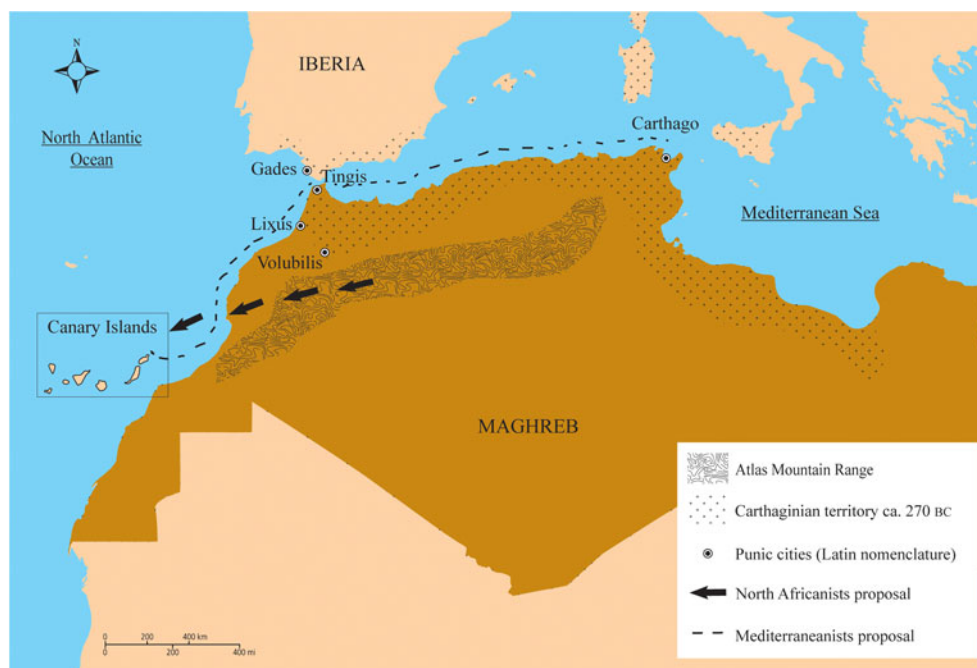 N
IBERIA
North Atlantic
Ocean
Carthago
Gades
Tingis
Mediterranean Sea
Lixus
Volubilis
Canary Islands
MAGHREB
Atlas Mountain Range
Carthaginian territory ca. 270 BC
Punic cities (Latin nomenclature)
North Africanists proposal
Mediterraneanists proposal
0 200 400 km
0 200 400 mi